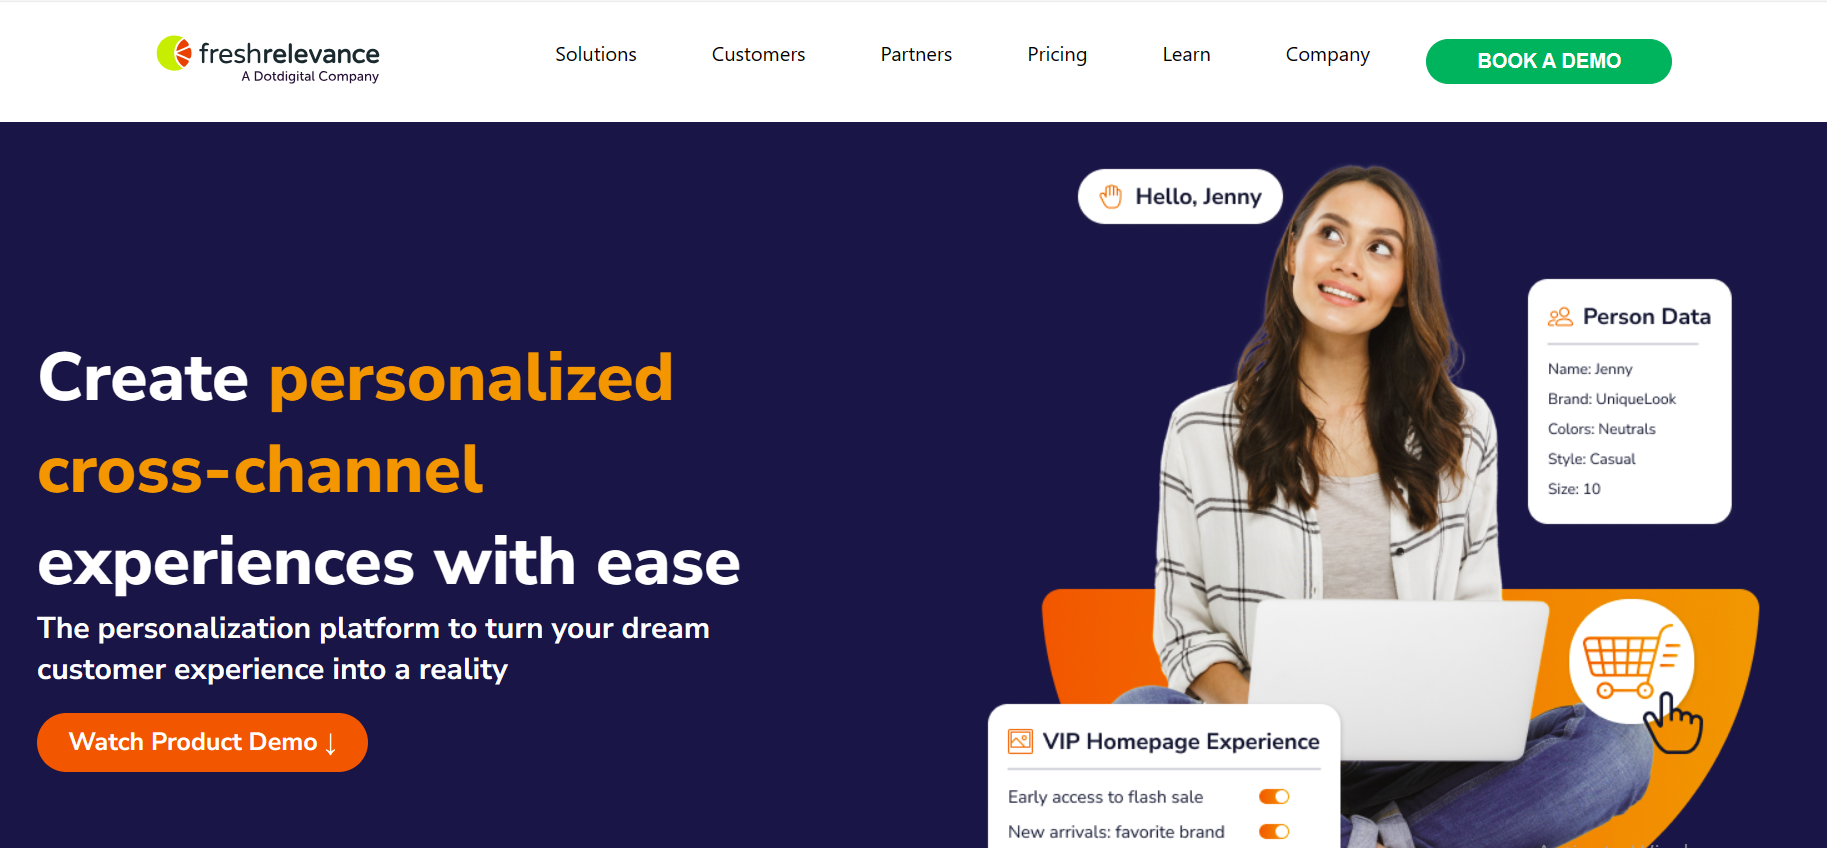 freshrelevance
A Dotdigital Company
Solutions
Customers
Partners
Pricing
Learn
Company
BOOK A DEMO
Hello, Jenny
Create personalized
cross-channel
experiences with ease
The personalization platform to turn your dream
customer experience into a reality
Watch Product Demo ↓
Person Data
Name: Jenny
Brand: UniqueLook
Colors: Neutrals
Style: Casual
Size: 10
VIP Homepage Experience
Early access to flash sale
New arrivals: favorite brand